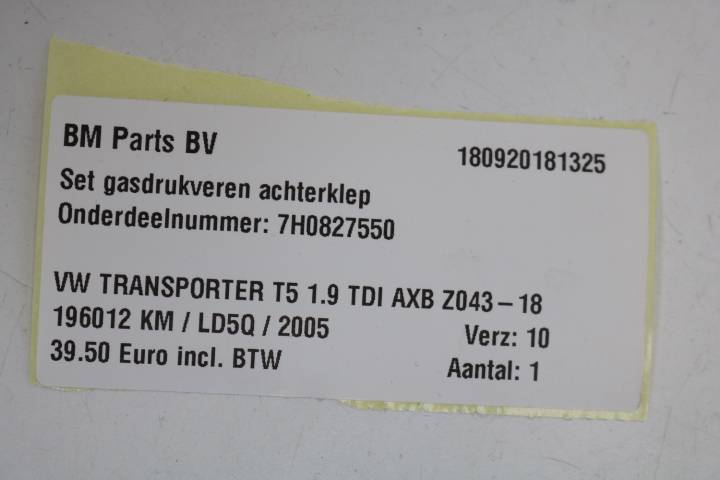 BM Parts BV
180920181325
Set gasdrukveren achterklep
Onderdeelnummer: 7H0827550
VW TRANSPORTER T5 1.9 TDI AXB Z043-18
196012 KM / LD5Q / 2005
Verz: 10
39.50 Euro incl. BTW
Aantal: 1